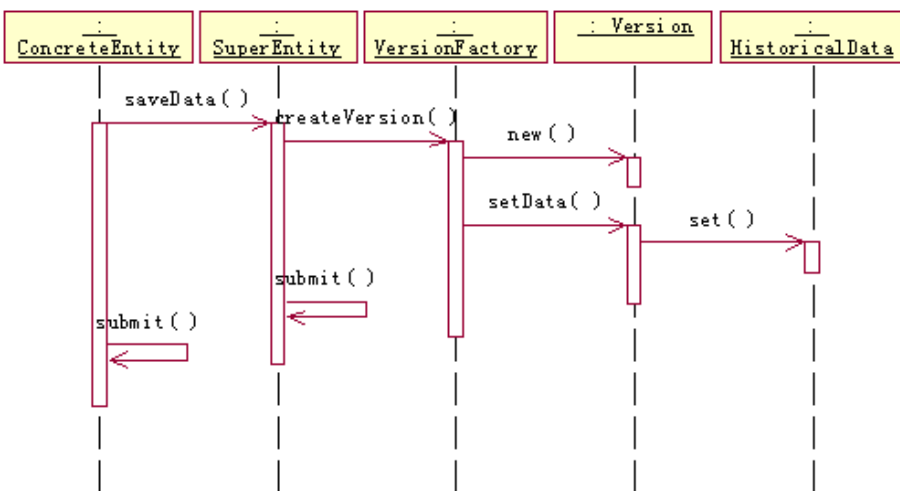 :
ConcreteEntity
:
SuperEntity
:
VersionFactory
: Version
:
HistoricalData
saveData( )
createVersion( )
new( )
setData( )
set( )
submit( )
submit( )